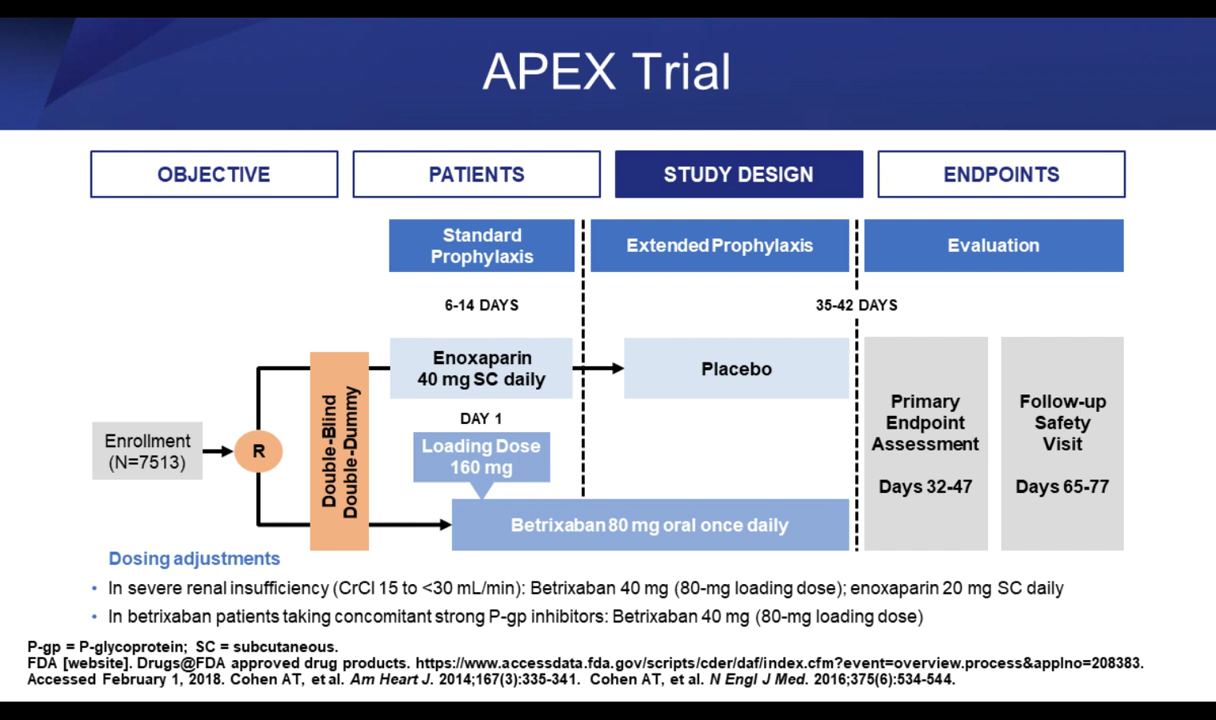 APEX Trial
OBJECTIVE
PATIENTS
STUDY DESIGN
ENDPOINTS
Standard
Prophylaxis
Extended Prophylaxis
Evaluation
6-14 DAYS
35-42 DAYS
Enoxaparin
40 mg SC daily
Placebo
DAY 1
Loading Dose
160 mg
Enrollment
(N=7513)
R
Double-Blind
Double-Dummy
Betrixaban 80 mg oral once daily
Primary
Endpoint
Assessment
Days 32-47
Follow-up
Safety
Visit
Days 65-77
Dosing adjustments
• In severe renal insufficiency (CrCl 15 to <30 mL/min): Betrixaban 40 mg (80-mg loading dose); enoxaparin 20 mg SC daily
• In betrixaban patients taking concomitant strong P-gp inhibitors: Betrixaban 40 mg (80-mg loading dose)
P-gp = P-glycoprotein; SC = subcutaneous.
FDA [website]. Drugs@FDA approved drug products. https://www.accessdata.fda.gov/scripts/cder/daf/index.cfm?event=overview.process&applno=208383.
Accessed February 1, 2018. Cohen AT, et al. Am Heart J. 2014;167(3):335-341. Cohen AT, et al. N Engl J Med. 2016;375(6):534-544.